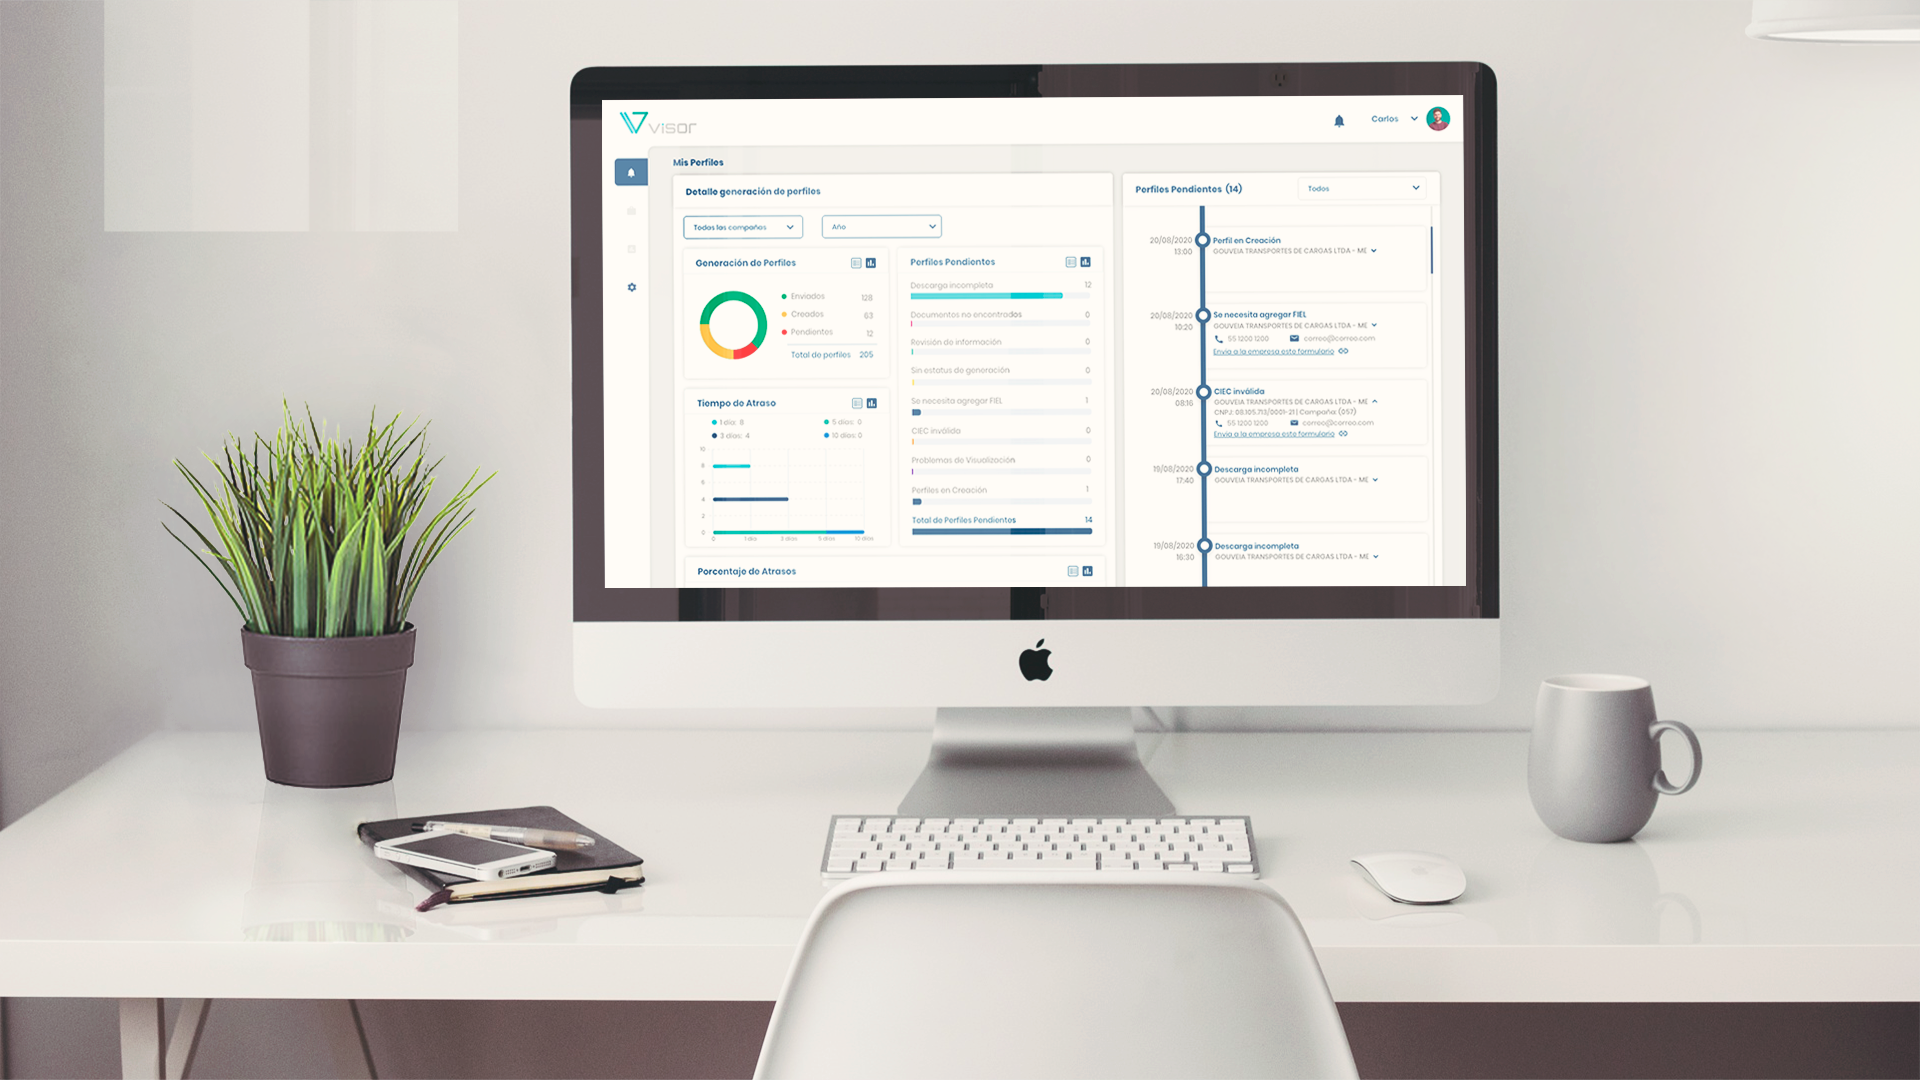 visor
Carlos
Mis Perfiles
Detalle generación de perfiles
Todas las compañas
Año
Generación de Perfiles
Enviados 128
Creados 63
Pendientes 12
Total de perfiles 205
Tiempo de Atraso
1 día: 8
5 días: 0
3 días: 4
10 días: 0
10
8
6
4
2
0
0 1 día 3 días 5 días 10 días
Perfiles Pendientes
Descarga incompleta 12
Documentos no encontrados 0
Revisión de información 0
Sin estatus de generación 0
Se necesita agregar FIEL 1
CIEC inválida 0
Problemas de Visualización 0
Perfiles en Creación 1
Total de Perfiles Pendientes 14
Porcentaje de Atrasos
Perfiles Pendientes (14)
Todos
20/08/2020
13:00
Perfil en Creación
GOUVEIA TRANSPORTES DE CARGAS LTDA - ME
20/08/2020
10:20
Se necesita agregar FIEL
GOUVEIA TRANSPORTES DE CARGAS LTDA - ME
55 1200 1200 correo@correo.com
Envía a la empresa este formulario
20/08/2020
08:16
CIEC inválida
GOUVEIA TRANSPORTES DE CARGAS LTDA - ME
CNPJ: 08.105.713/0001-21 | Compaña: (057)
55 1200 1200 correo@correo.com
Envía a la empresa este formulario
19/08/2020
17:40
Descarga incompleta
GOUVEIA TRANSPORTES DE CARGAS LTDA - ME
19/08/2020
16:30
Descarga incompleta
GOUVEIA TRANSPORTES DE CARGAS LTDA - ME